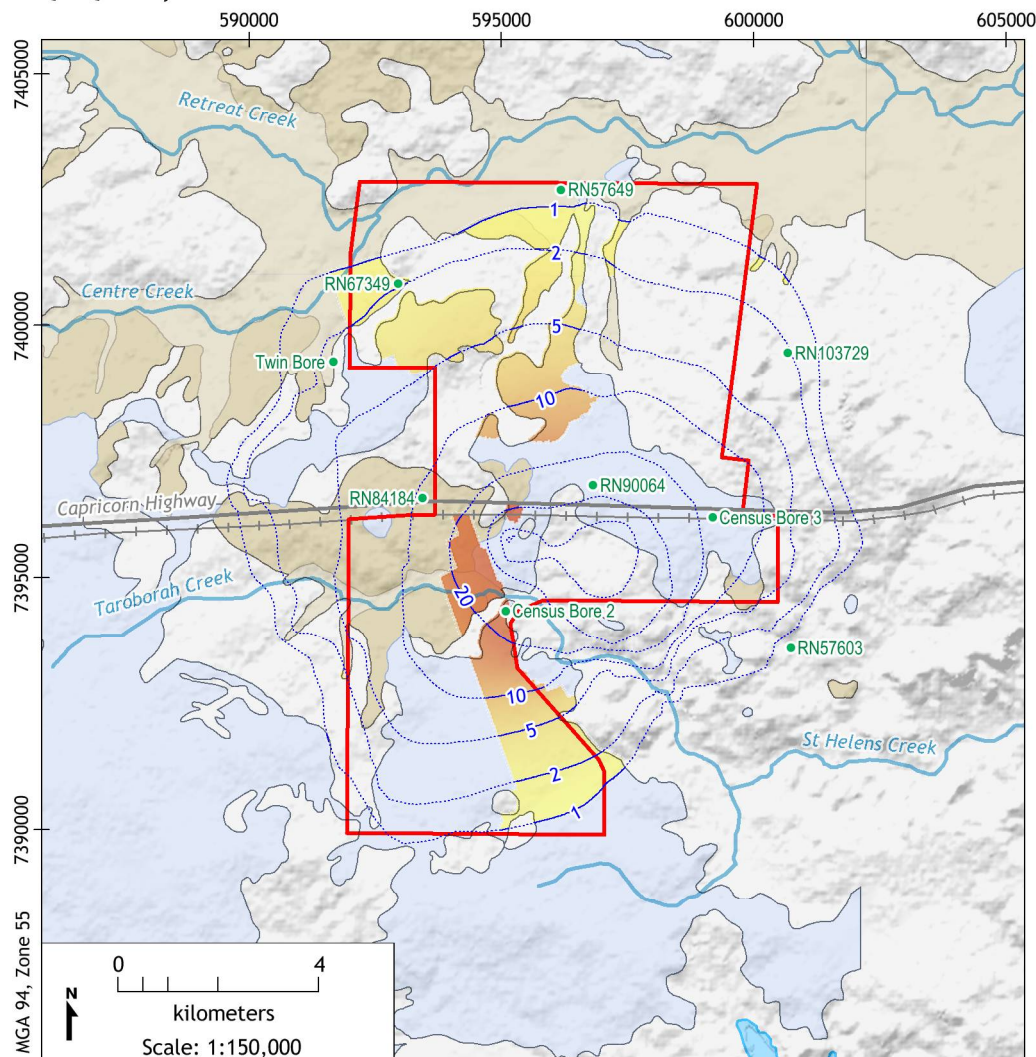 590000 595000 600000 605000
7405000
Retreat Creek
RN57649
1
2
RN67349
Centre Creek
7400000
5
RN103729
Twin Bore
10
RN84184
RN90064
Capricorn Highway
Census Bore 3
7395000
Taroborah Creek
20
Census Bore 2
RN57603
10
5
St Helens Creek
2
1
7390000
MGA 94, Zone 55
0 4
N
kilometers
Scale: 1:150,000